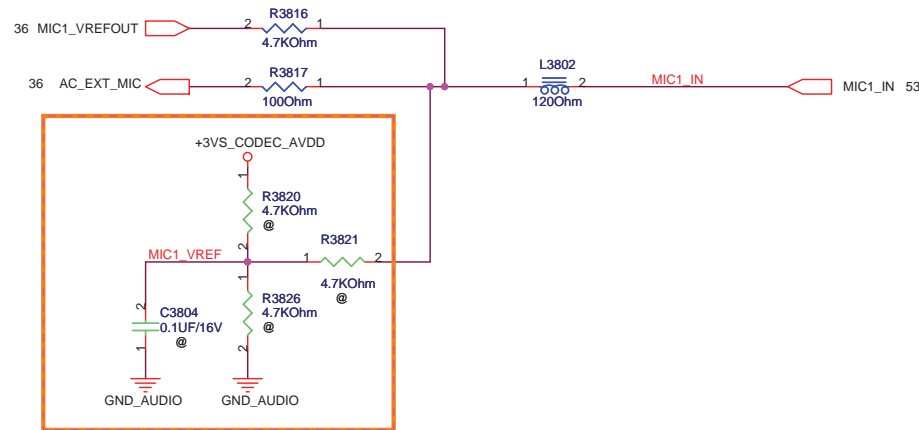 R3816
36 MIC1_VREFOUT 2 1
4.7KOhm
R3817
36 AC_EXT_MIC 2 1
100Ohm
L3802
1 2 MIC1_IN MIC1_IN 53
120Ohm
+3VS_CODEC_AVDD
1
R3820
4.7KOhm
@
2
R3821
MIC1_VREF 1 2
4.7KOhm
@
1
R3826
4.7KOhm
@
2
2
C3804
0.1UF/16V
@
1
GND_AUDIO GND_AUDIO